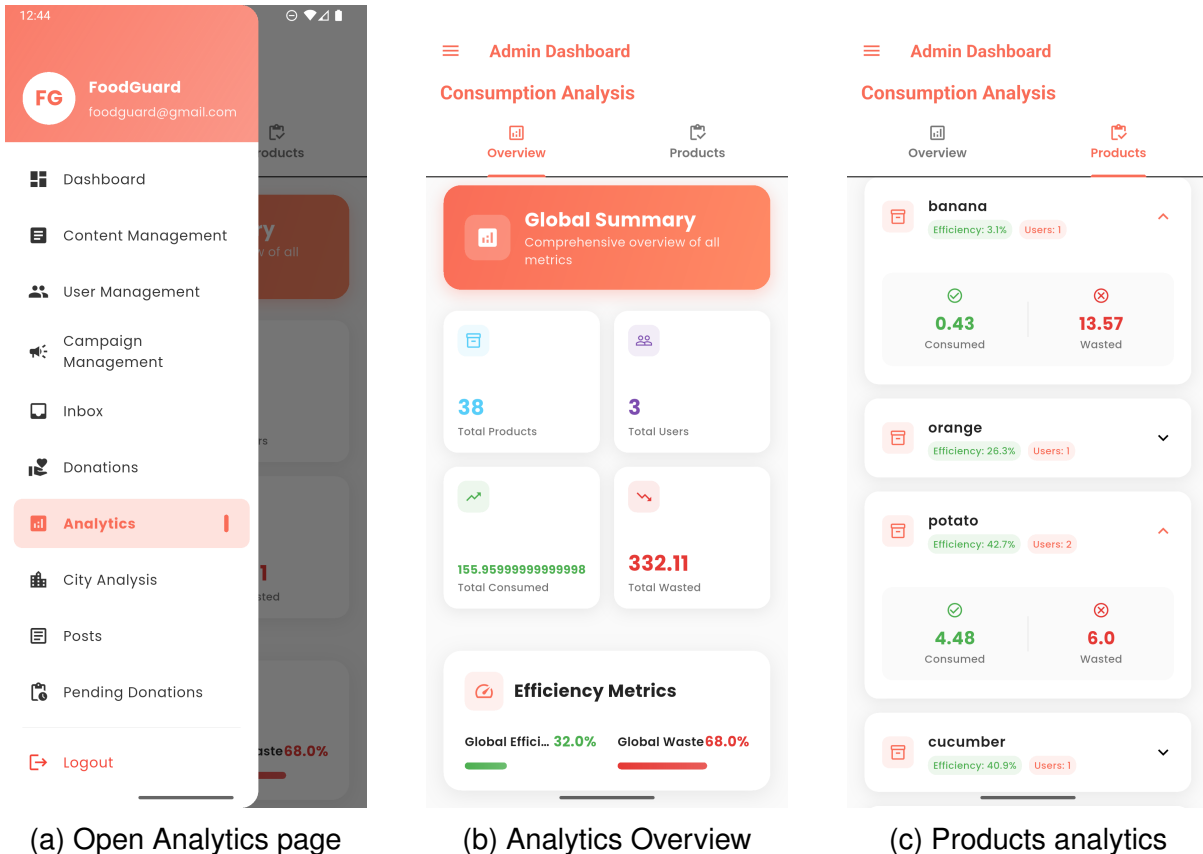 12:44
FG
FoodGuard
foodguard@gmail.com
Dashboard
Content Management
User Management
Campaign
Management
Inbox
Donations
Analytics
City Analysis
Posts
Pending Donations
Logout
roducts
ry
w of all
rs
1
sted
aste 68.0%
(a) Open Analytics page
Admin Dashboard
Consumption Analysis
Overview
Products
Global Summary
Comprehensive overview of all
metrics
38
Total Products
3
Total Users
155.95999999999998
Total Consumed
332.11
Total Wasted
Efficiency Metrics
Global Effici... 32.0%
Global Waste 68.0%
(b) Analytics Overview
Admin Dashboard
Consumption Analysis
Overview
Products
banana
Efficiency: 3.1% Users: 1
0.43
Consumed
13.57
Wasted
orange
Efficiency: 26.3% Users: 1
potato
Efficiency: 42.7% Users: 2
4.48
Consumed
6.0
Wasted
cucumber
Efficiency: 40.9% Users: 1
(c) Products analytics